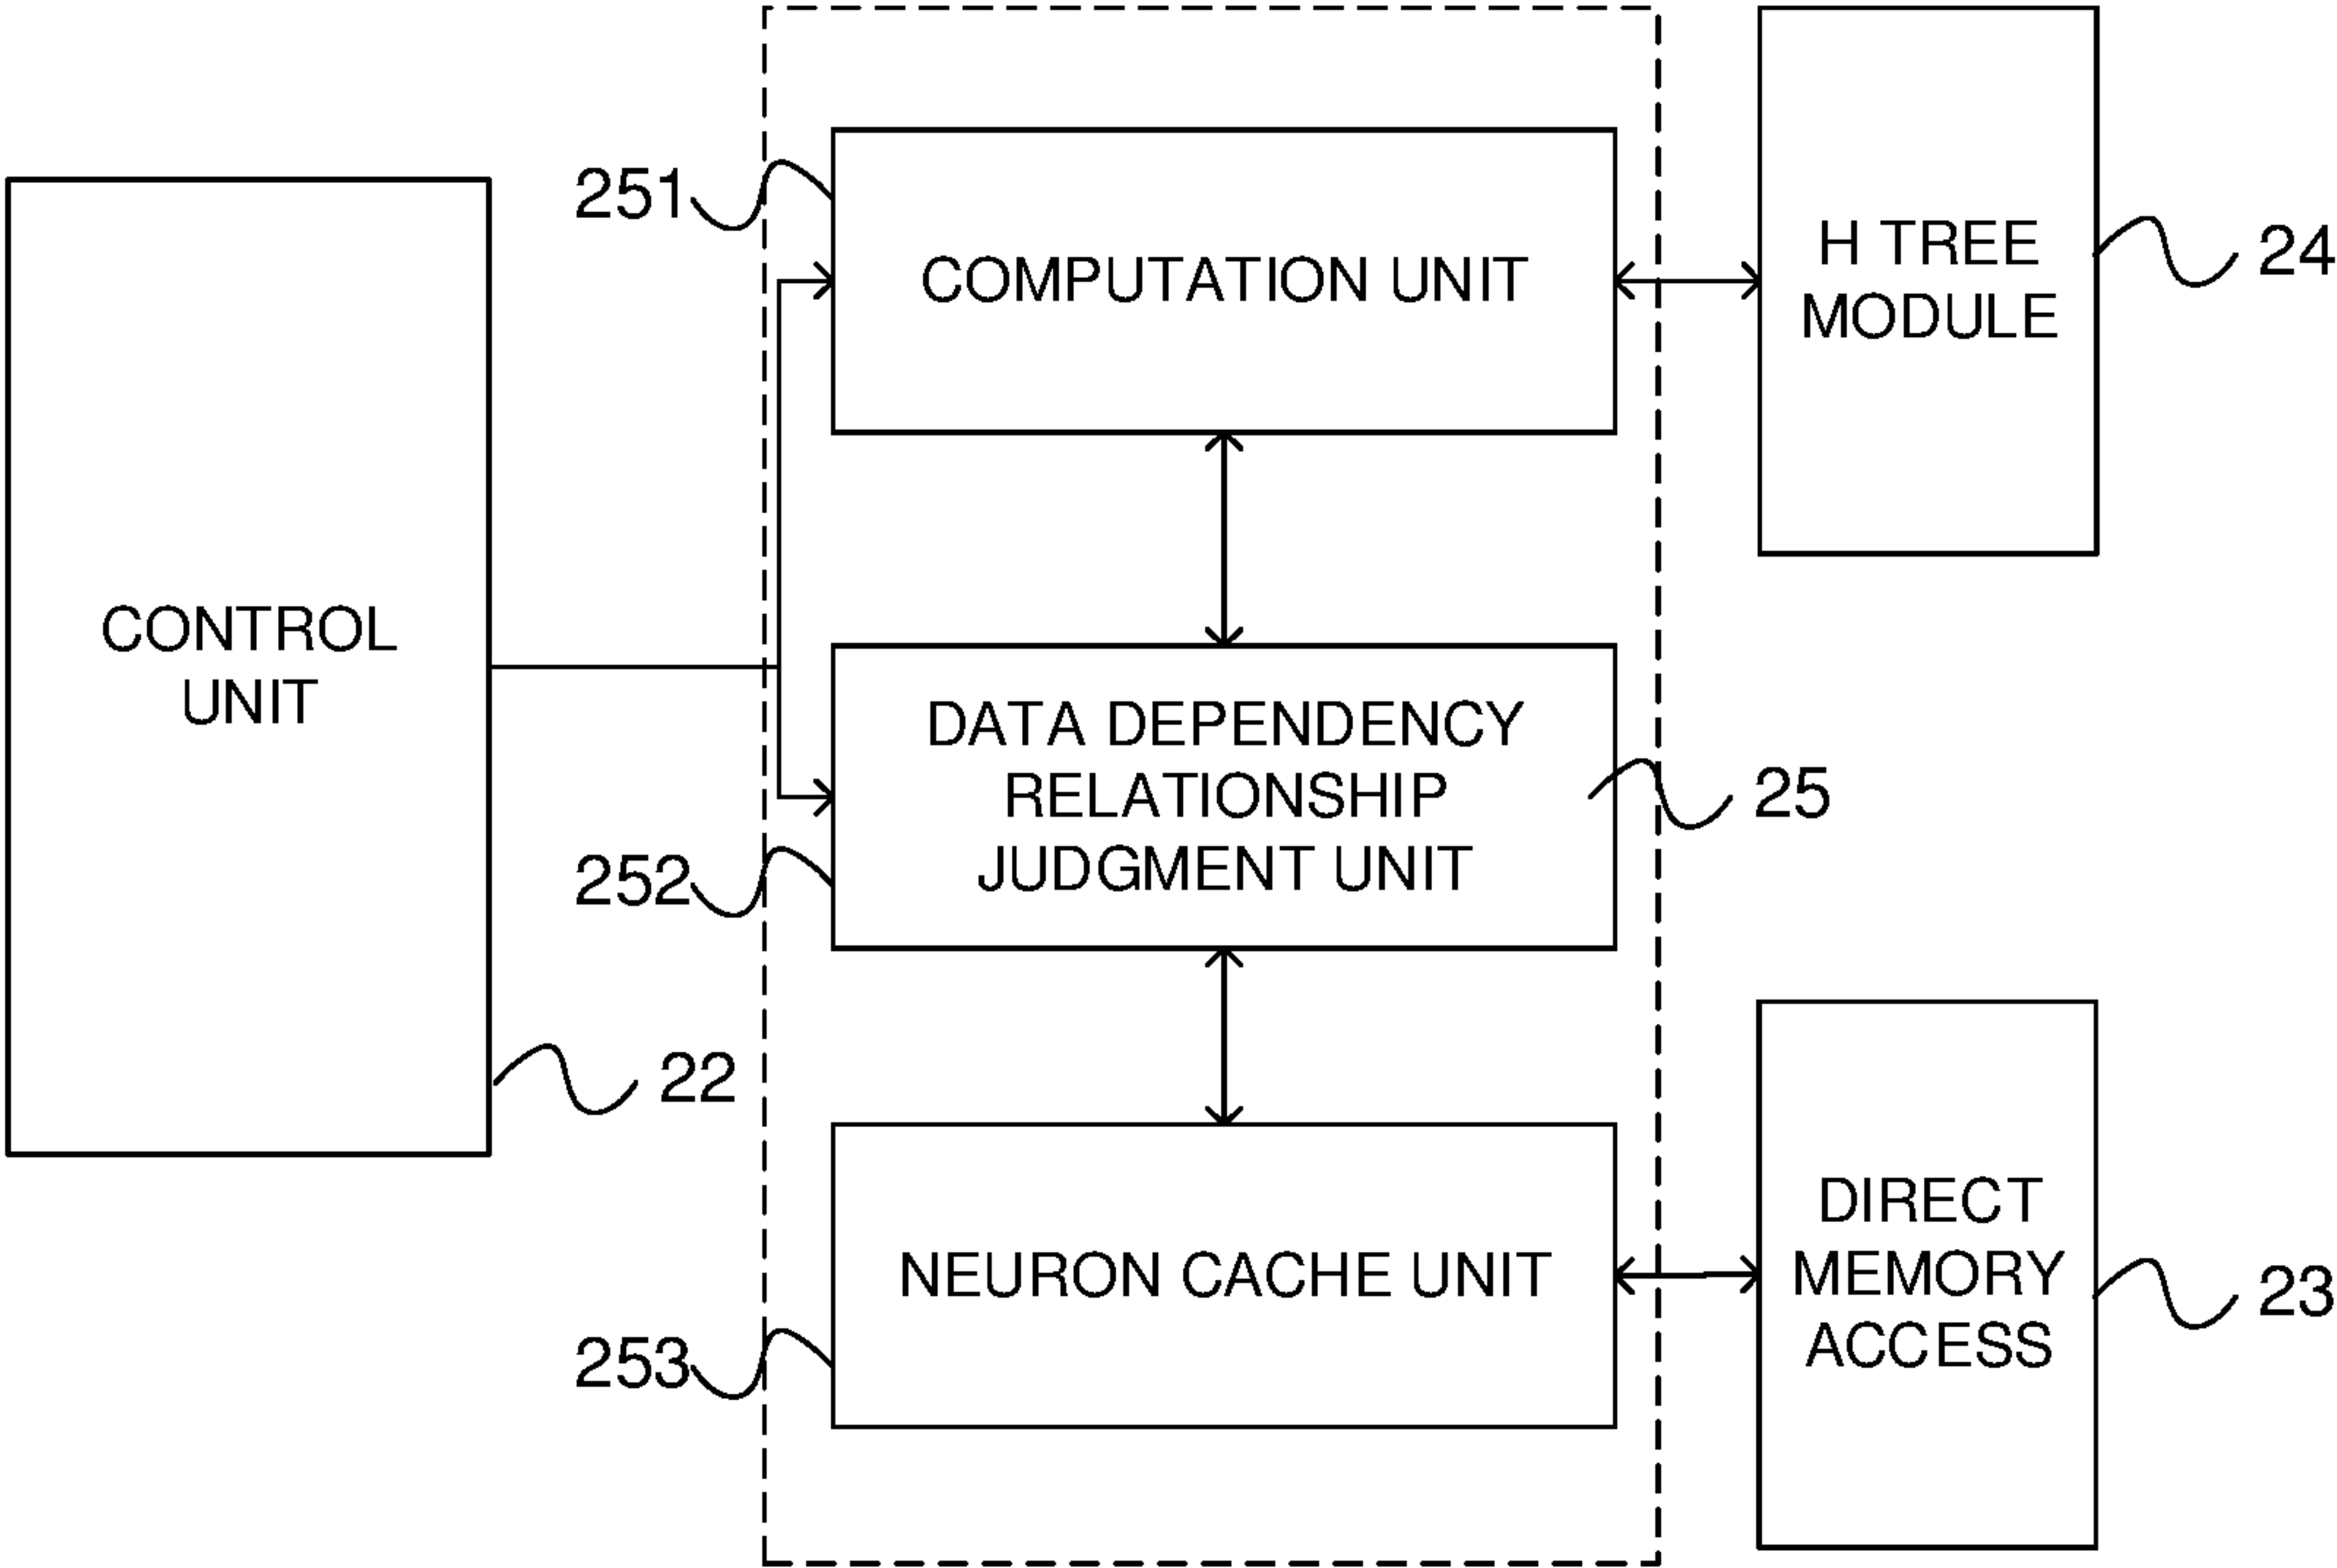 251
COMPUTATION UNIT
H TREE
MODULE
24
CONTROL
UNIT
22
DATA DEPENDENCY
RELATIONSHIP
JUDGMENT UNIT
25
252
NEURON CACHE UNIT
253
DIRECT
MEMORY
ACCESS
23